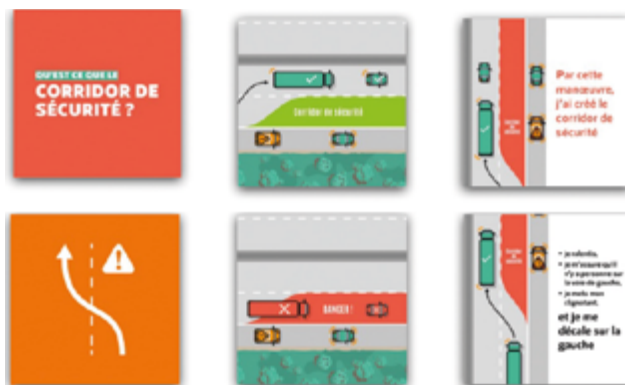 QU'EST CE QUE LE
CORRIDOR DE
SÉCURITÉ ?
Corridor de sécurité
Par cette
manœuvre,
j'ai créé le
corridor de
sécurité
DANGER !
- je ralentis,
- je m'assure qu'il
n'y a personne sur
la voie de gauche,
- je mets mon
clignotant,
et je me
décale sur la
gauche